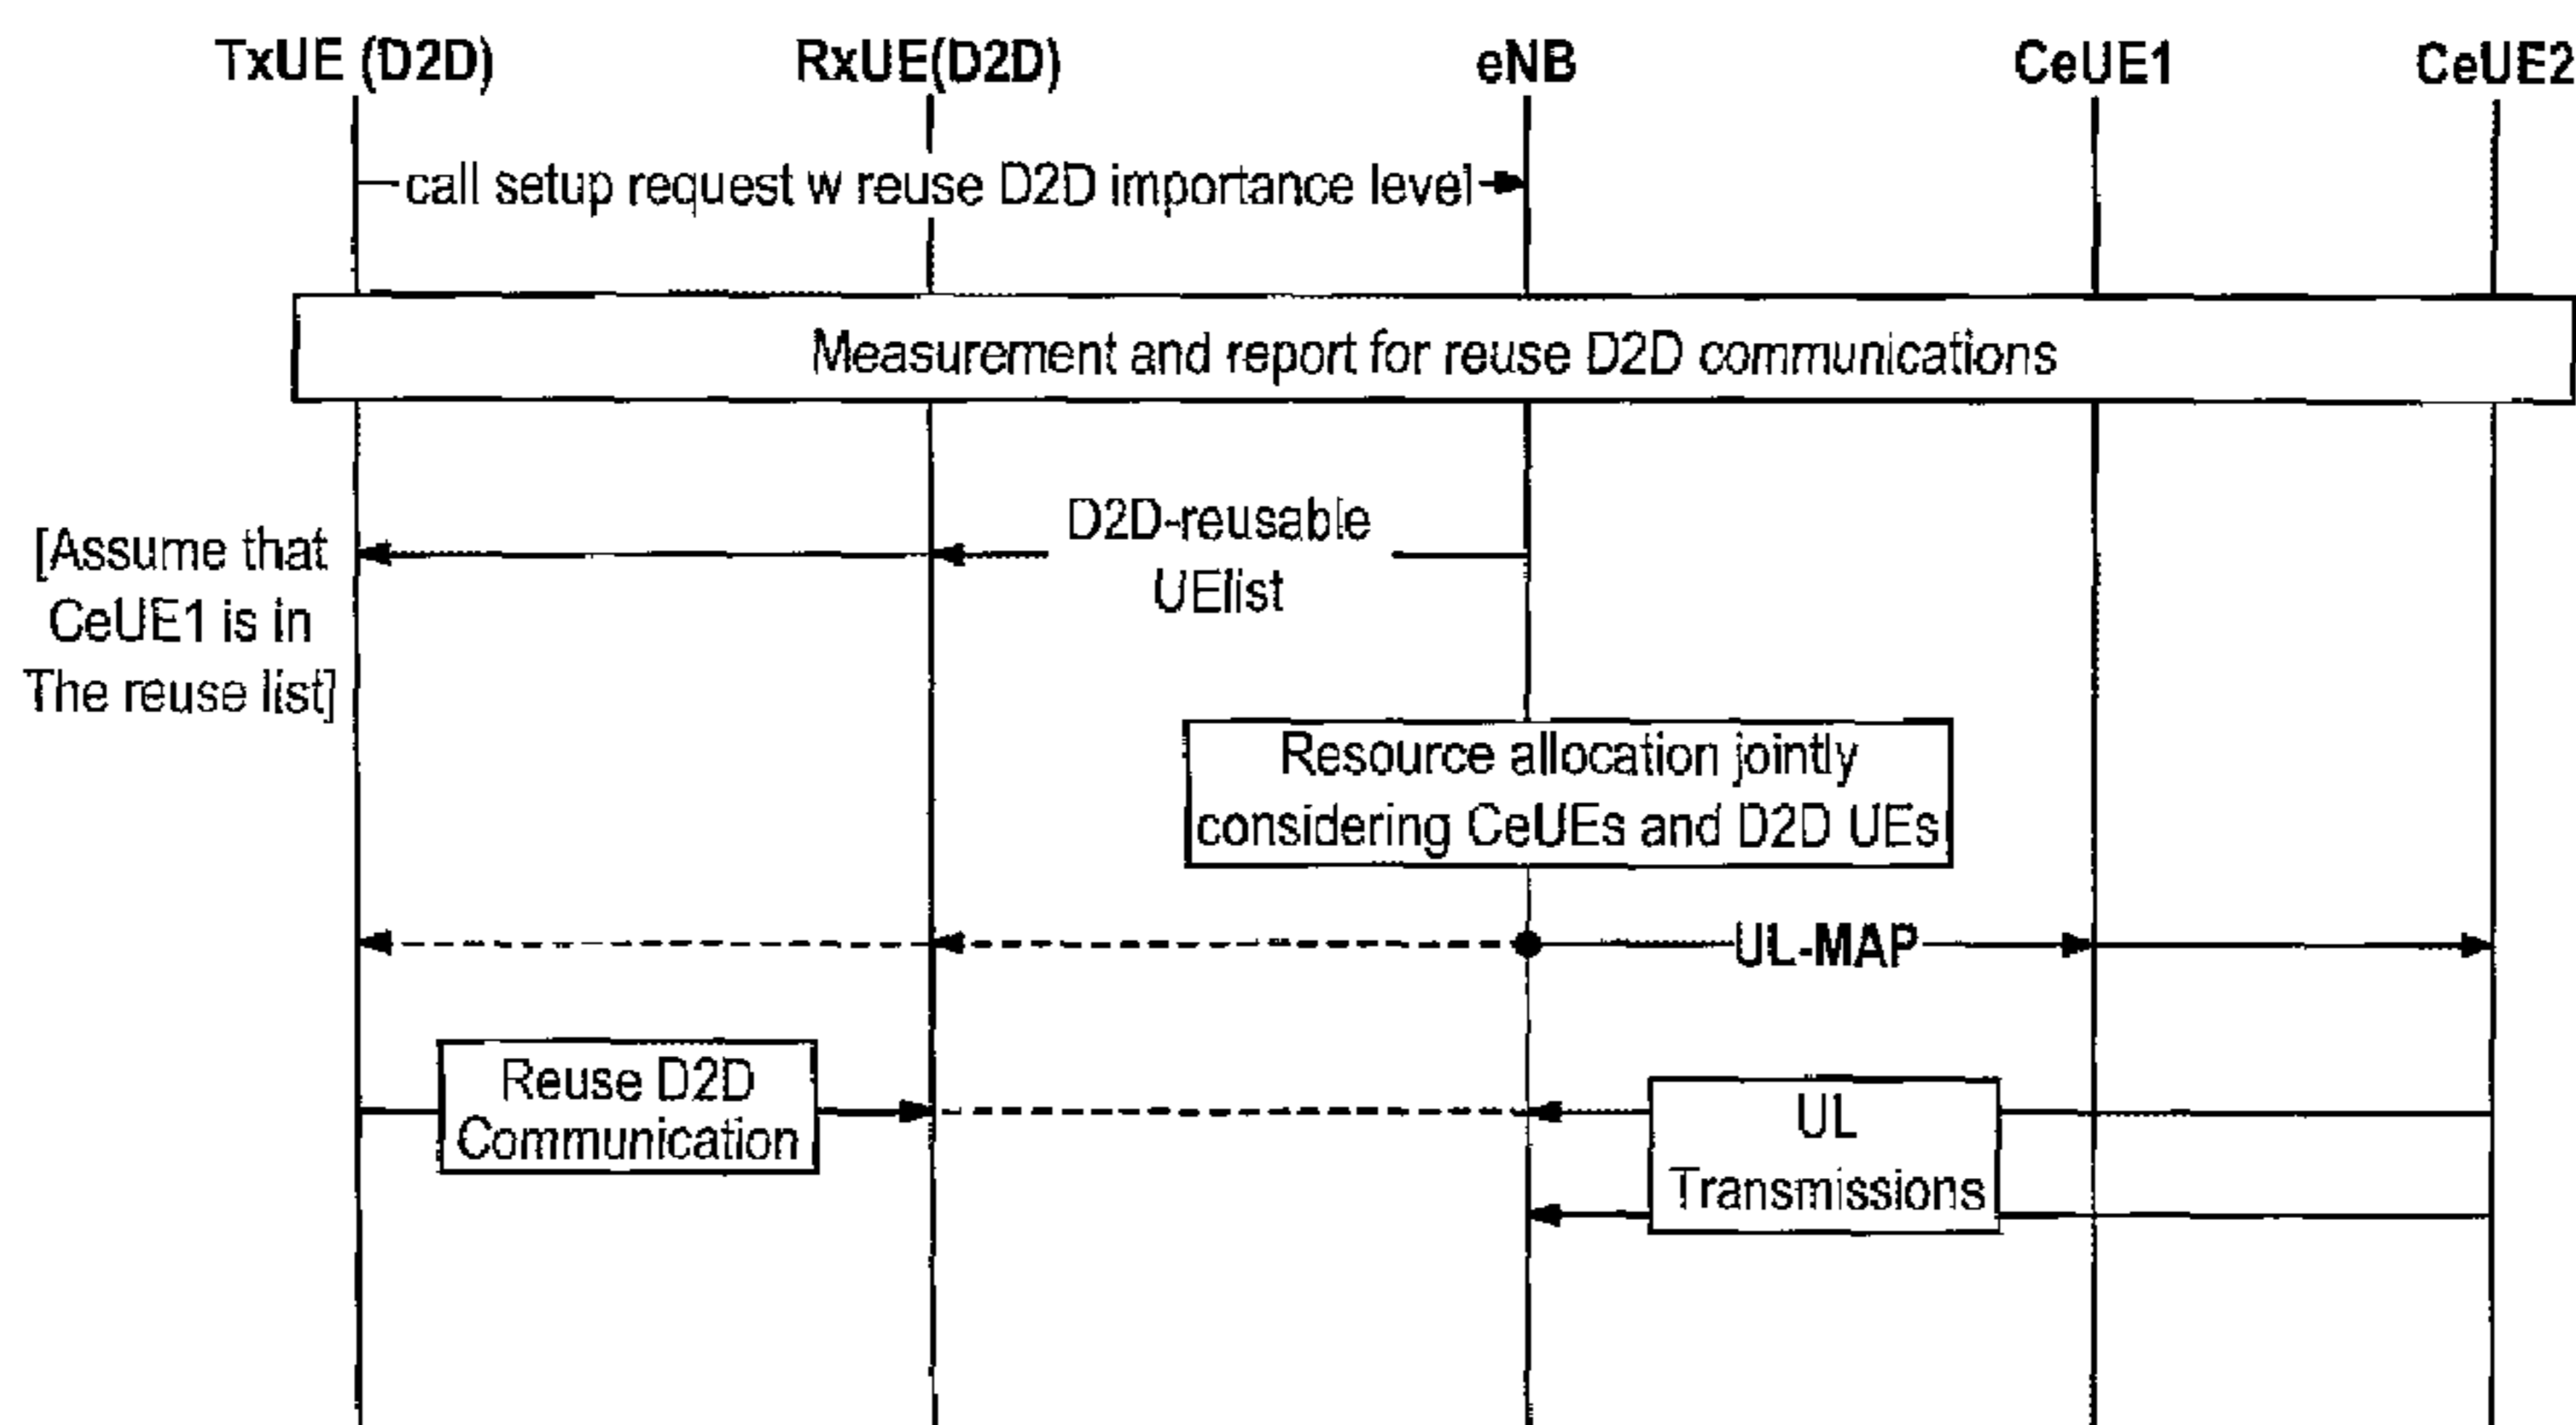 TxUE (D2D) RxUE(D2D) eNB CeUE1 CeUE2
call setup request w reuse D2D importance level
Measurement and report for reuse D2D communications
D2D-reusable
UElist
[Assume that
CeUE1 is in
The reuse list]
Resource allocation jointly
considering CeUEs and D2D UEs
UL-MAP
Reuse D2D
Communication
UL
Transmissions